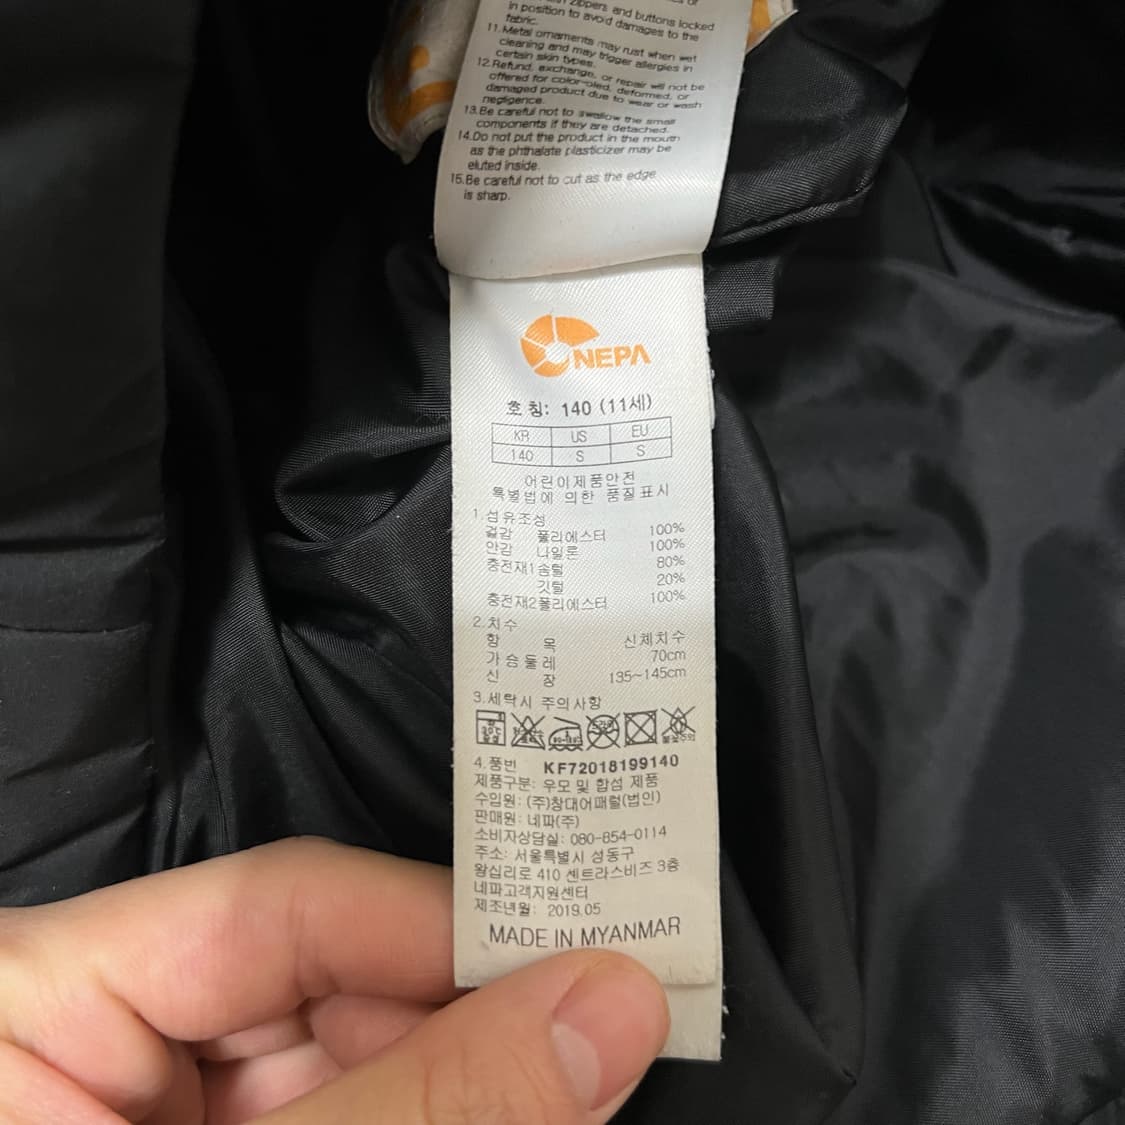 zippers and buttons locked
in position to avoid damages to the
fabric.
11.Metal ornaments may rust when wet
cleaning and may trigger allergies in
certain skin types.
12.Refund, exchange, or repair will not be
offered for color-oled, deformed, or
damaged product due to wear or wash
negligence.
13.Be careful not to swallow the small
components if they are detached.
14.Do not put the product in the mouth
as the phthalate plasticizer may be
eluted inside.
15.Be careful not to cut as the edge
is sharp.
NEPA
호 칭: 140 (11세)
KR US EU
140 S S
어린이제품안전
특별법에 의한 품질표시
1.섬유조성
겉감 폴리에스터 100%
안감 나일론 100%
충전재1솜털 80%
깃털 20%
충전재2폴리에스터 100%
2.치수
항 목 신체치수
가슴둘레 70cm
신 장 135~145cm
3.세탁시 주의사항
4.품번 KF72018199140
제품구분: 우모 및 합섬 제품
수입원: (주)창대어패럴(법인)
판매원: 네파(주)
소비자상담실: 080-854-0114
주소: 서울특별시 성동구
왕십리로 410 센트라스비즈 3층
네파고객지원센터
제조년월: 2019.05
MADE IN MYANMAR